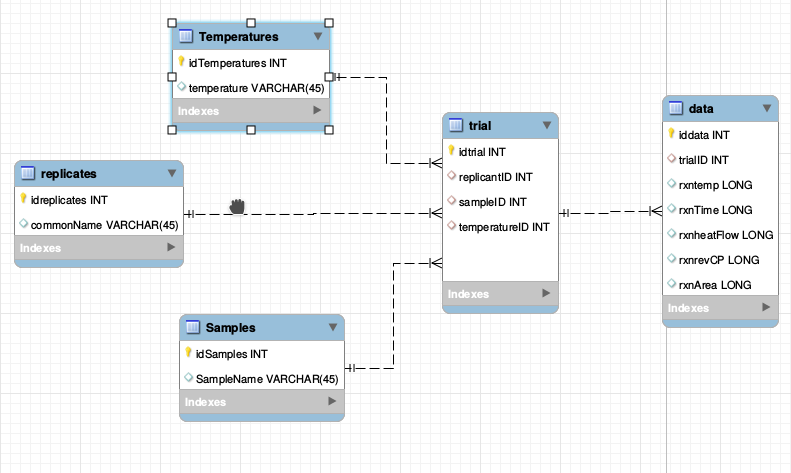 Temperatures
idTemperatures INT
temperature VARCHAR(45)
Indexes
replicates
idreplicates INT
commonName VARCHAR(45)
Indexes
Samples
idSamples INT
SampleName VARCHAR(45)
Indexes
trial
idtrial INT
replicantID INT
sampleID INT
temperatureID INT
Indexes
data
iddata INT
trialID INT
rxntemp LONG
rxnTime LONG
rxnheatFlow LONG
rxnrevCP LONG
rxnArea LONG
Indexes